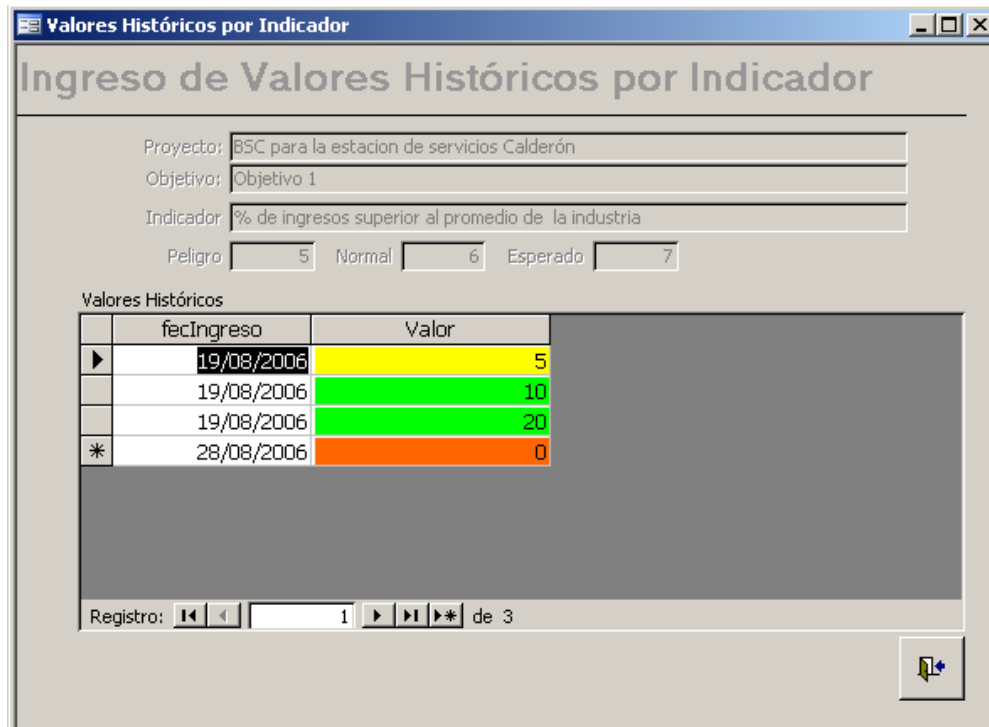 Valores Históricos por Indicador
Ingreso de Valores Históricos por Indicador
Proyecto: BSC para la estacion de servicios Calderón
Objetivo: Objetivo 1
Indicador % de ingresos superior al promedio de la industria
Peligro 5 Normal 6 Esperado 7
Valores Históricos
fecIngreso Valor
19/08/2006 5
19/08/2006 10
19/08/2006 20
28/08/2006 0
Registro: 1 de 3